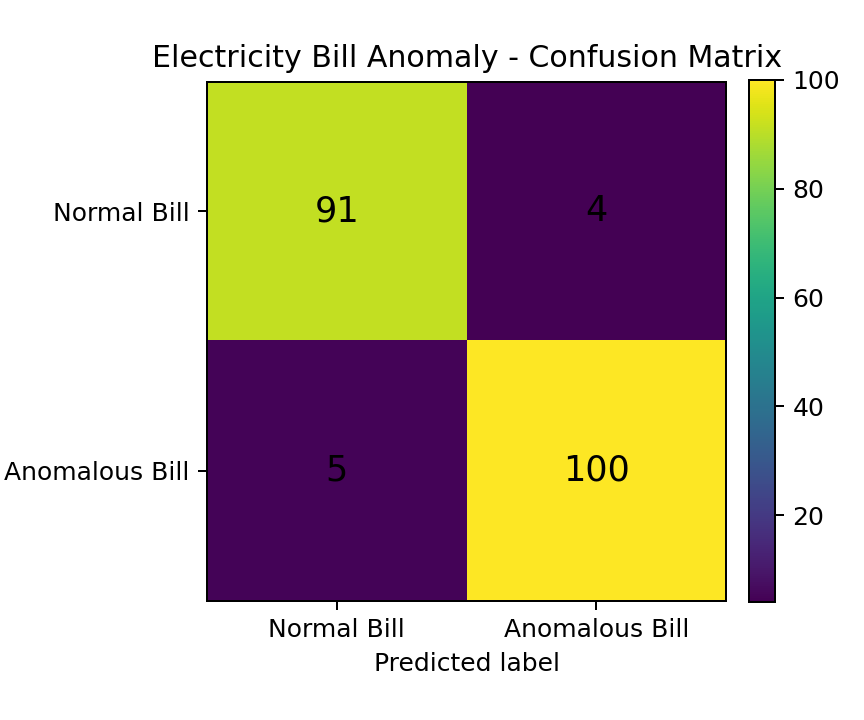 Electricity Bill Anomaly - Confusion Matrix
100
Normal Bill
91
4
80
60
40
Anomalous Bill
5
100
20
Normal Bill
Anomalous Bill
Predicted label